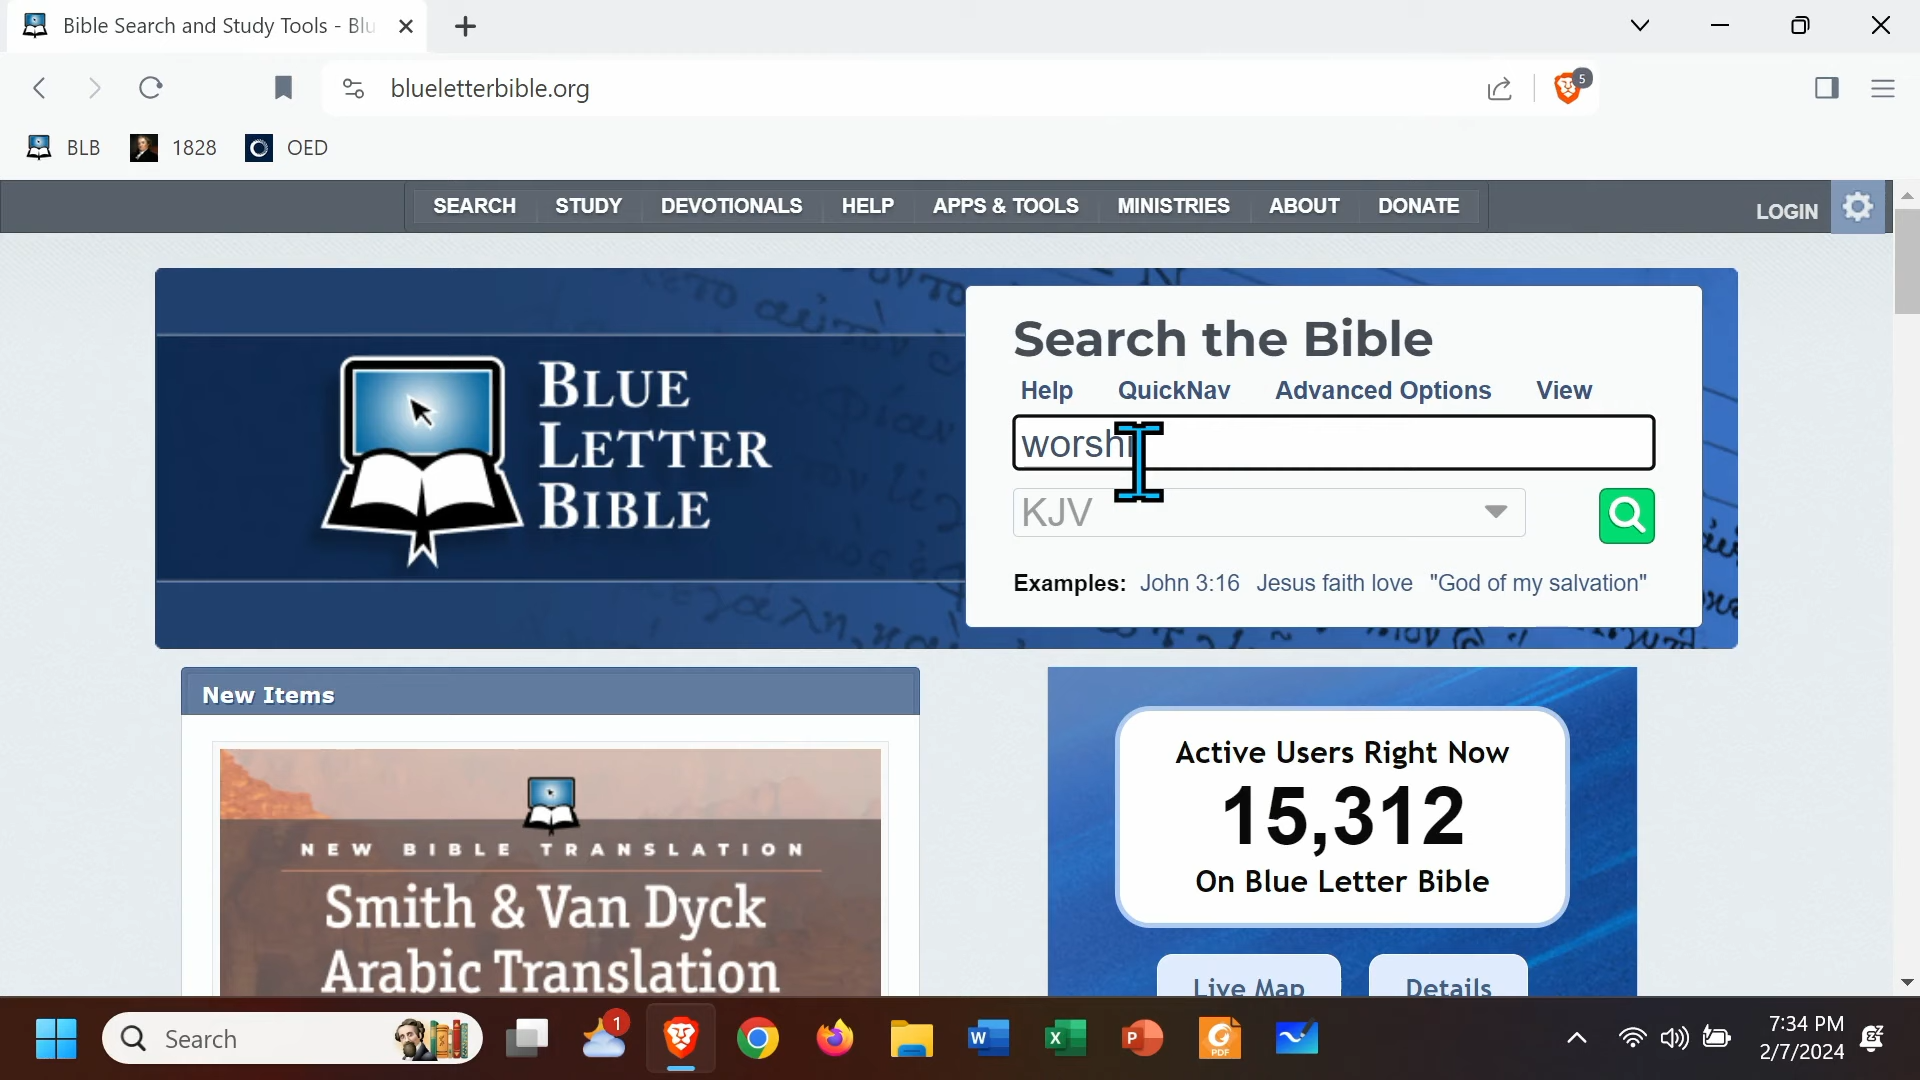 Bible Search and Study Tools - Blu
blueletterbible.org
5
BLB 1828 OED
SEARCH STUDY DEVOTIONALS HELP APPS & TOOLS MINISTRIES ABOUT DONATE LOGIN
BLUE
LETTER
BIBLE
Search the Bible
Help QuickNav Advanced Options View
worshi
KJV
Examples: John 3:16 Jesus faith love "God of my salvation"
New Items
NEW BIBLE TRANSLATION
Smith & Van Dyck
Arabic Translation
Active Users Right Now
15,312
On Blue Letter Bible
Live Map Details
Search
1
W
X
P
PDF
7:34 PM
2/7/2024